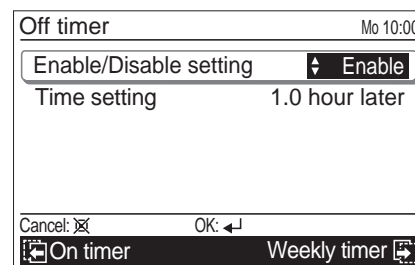 Off timer Mo 10:00
Enable/Disable setting Enable
Time setting 1.0 hour later
Cancel: OK:
On timer Weekly timer